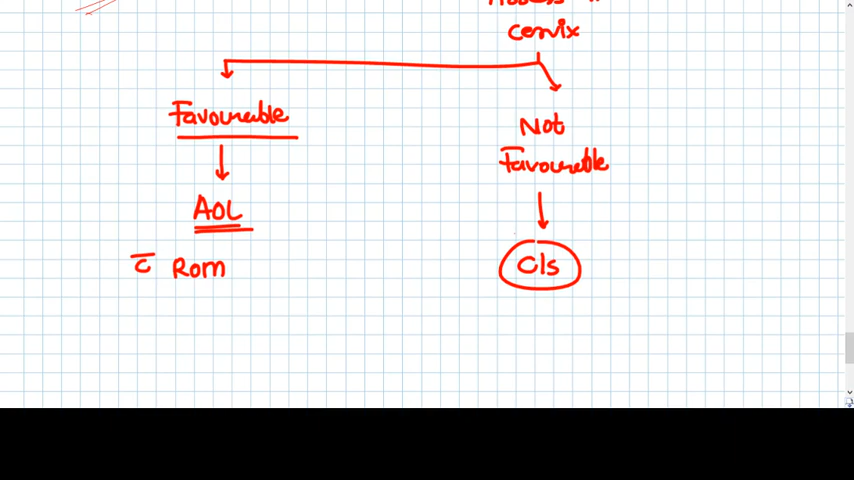 cervix
Favourable
Not
Favourable
AOL
c̅ Rom
C/s